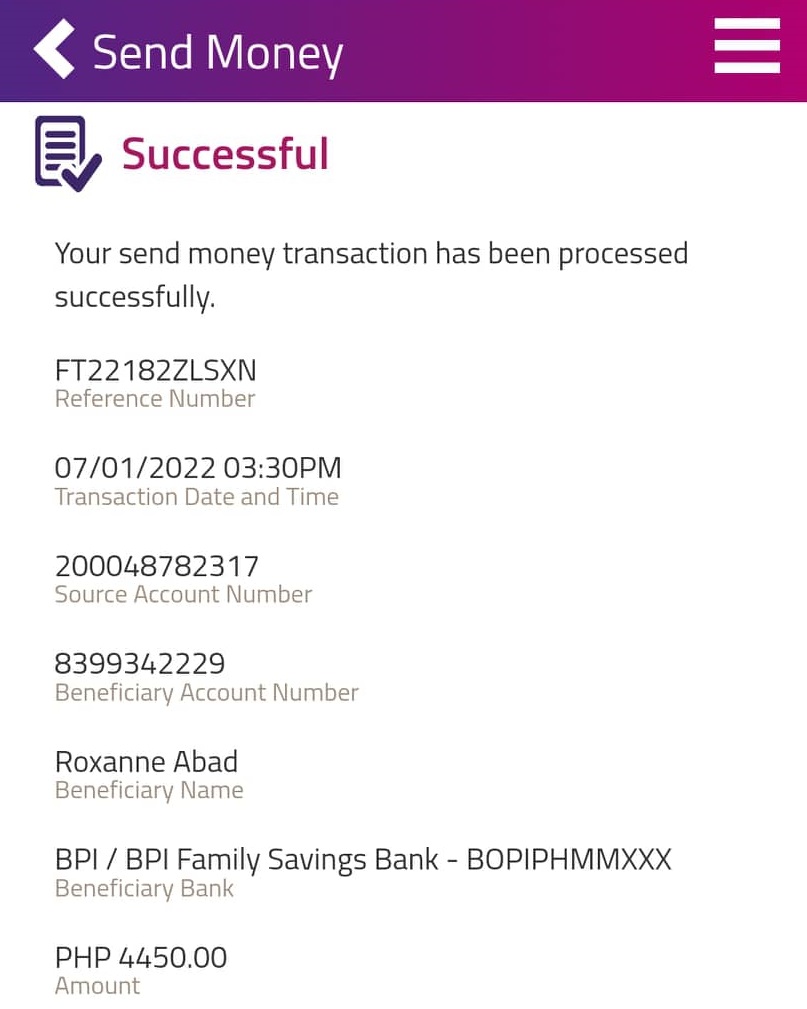 Send Money
Successful
Your send money transaction has been processed
successfully.
FT22182ZLSXN
Reference Number
07/01/2022 03:30PM
Transaction Date and Time
200048782317
Source Account Number
8399342229
Beneficiary Account Number
Roxanne Abad
Beneficiary Name
BPI / BPI Family Savings Bank - BOPIPHMMXXX
Beneficiary Bank
PHP 4450.00
Amount